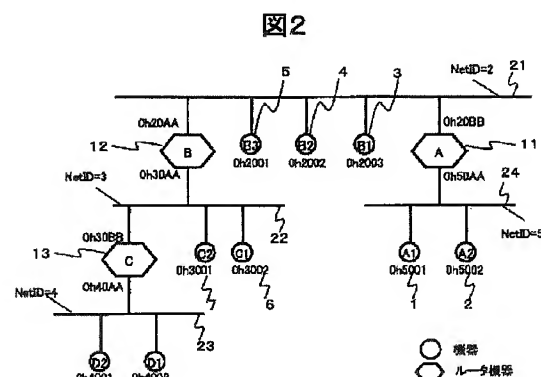 図2
NetID=2
21
5
4
3
0h20AA
0h20BB
12
B
B3
B2
B1
A
11
0h2001
0h2002
0h2003
0h30AA
0h50AA
24
NetID=3
22
NetID=5
0h30BB
13
C
C2
C1
A1
A2
0h3001
0h3002
0h5001
0h5002
0h40AA
7
6
1
2
NetID=4
23
D2
D1
機器
ルータ機器